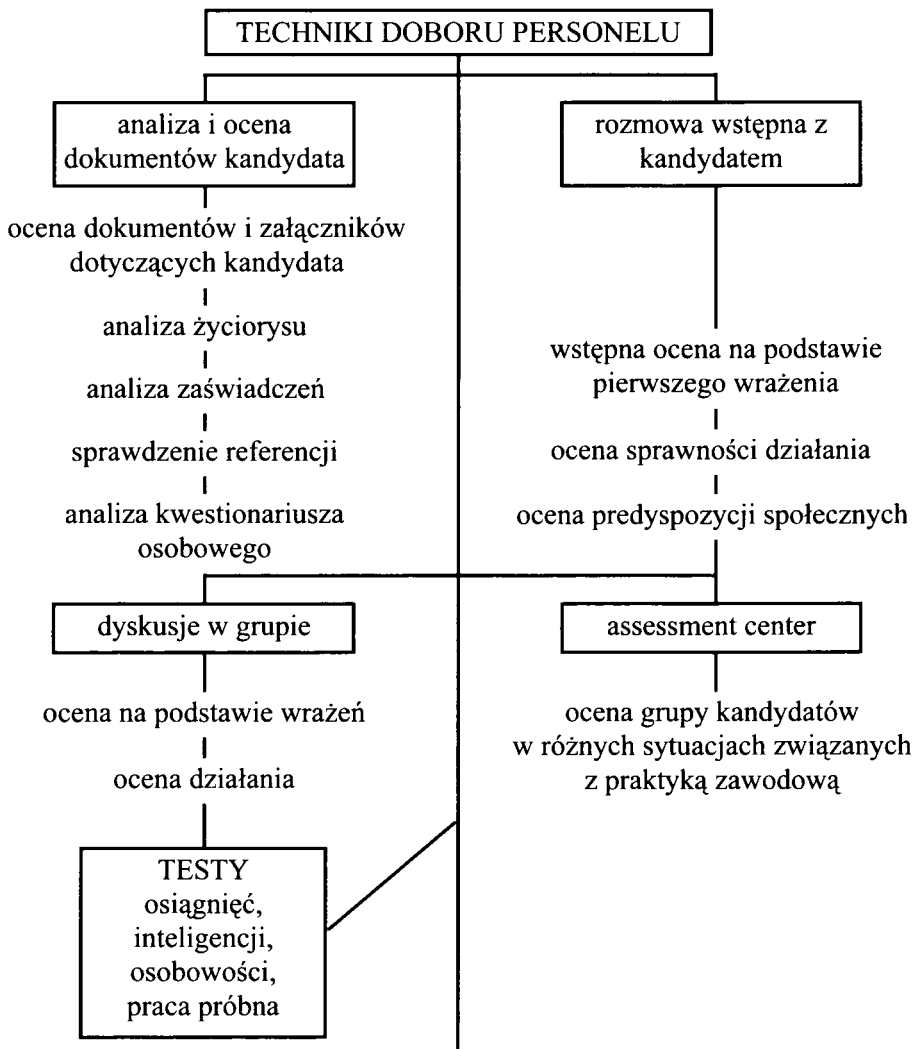 TECHNIKI DOBORU PERSONELU
analiza i ocena
dokumentów kandydata
rozmowa wstępna z
kandydatem
ocena dokumentów i załączników
dotyczących kandydata
analiza życiorysu
analiza zaświadczeń
sprawdzenie referencji
analiza kwestionariusza
osobowego
wstępna ocena na podstawie
pierwszego wrażenia
ocena sprawności działania
ocena predyspozycji społecznych
dyskusje w grupie
assessment center
ocena na podstawie wrażeń
ocena działania
ocena grupy kandydatów
w różnych sytuacjach związanych
z praktyką zawodową
TESTY
osiągnięć,
inteligencji,
osobowości,
praca próbna